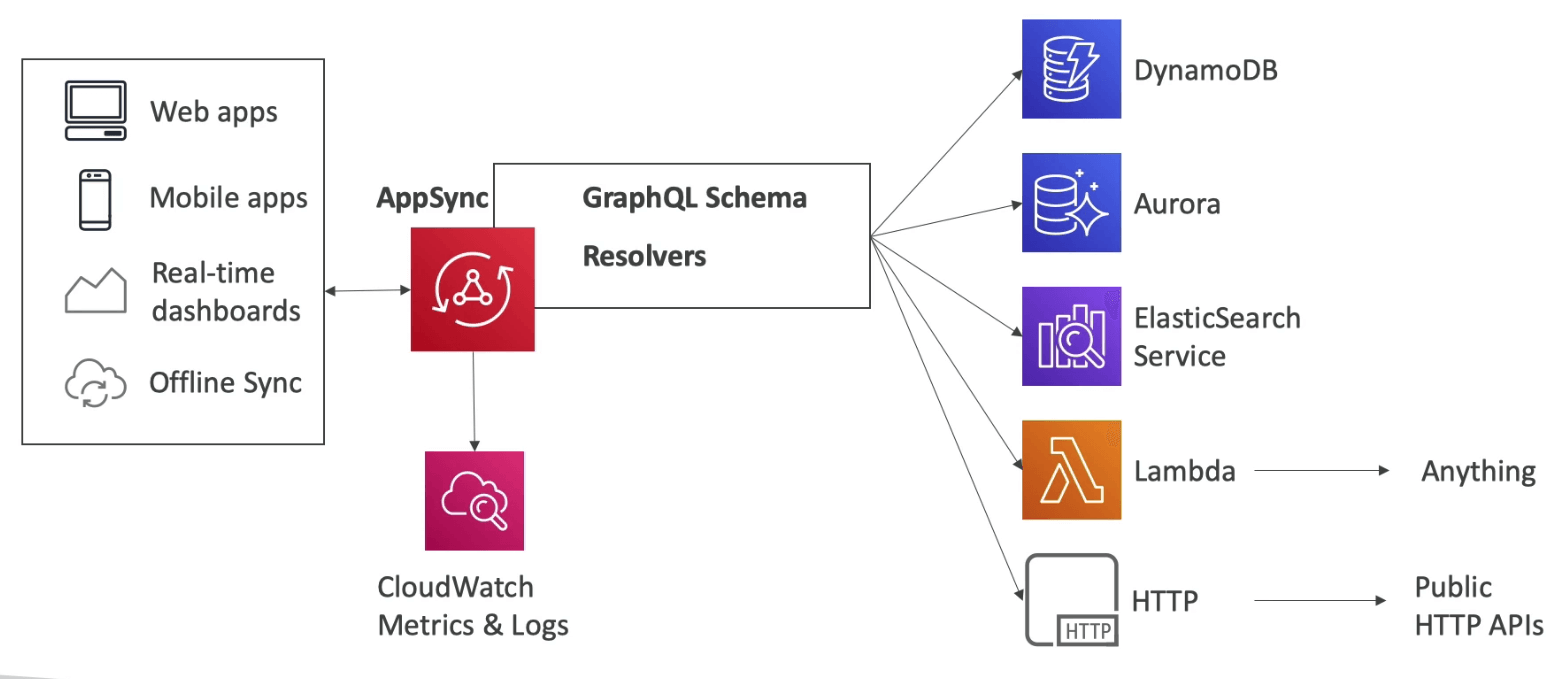 Web apps
Mobile apps
Real-time
dashboards
Offline Sync
AppSync
GraphQL Schema
Resolvers
CloudWatch
Metrics & Logs
DynamoDB
Aurora
ElasticSearch
Service
Lambda
Anything
HTTP
HTTP
Public
HTTP APIs